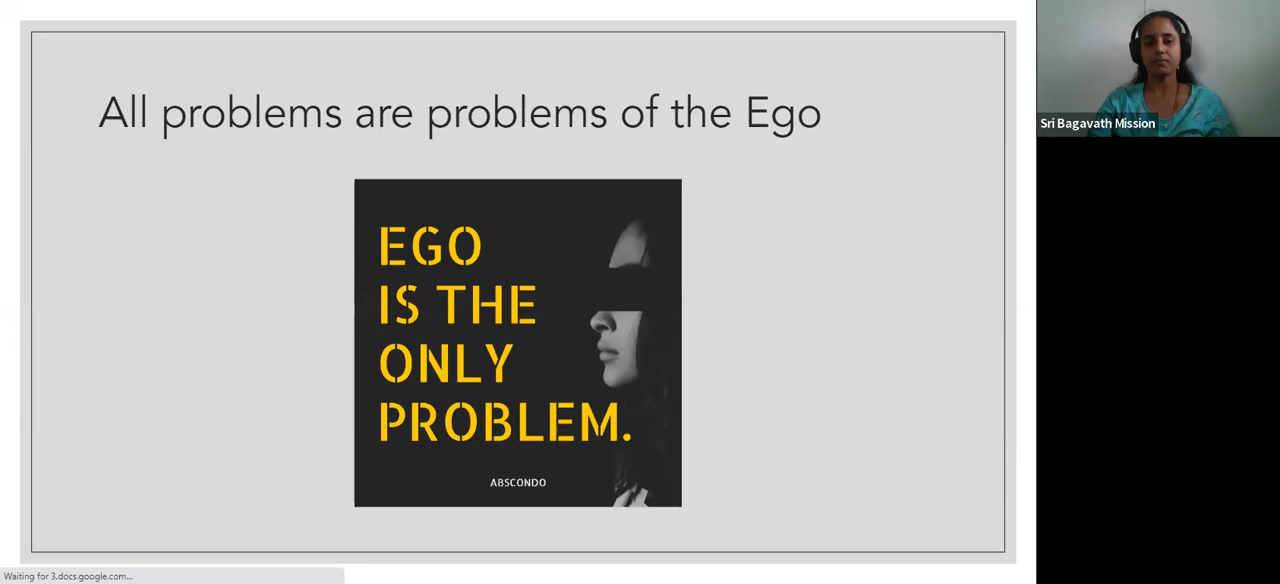 All problems are problems of the Ego
EGO
IS THE
ONLY
PROBLEM.
ABSCONDO
Sri Bagavath Mission
Waiting for 3.docs.google.com...